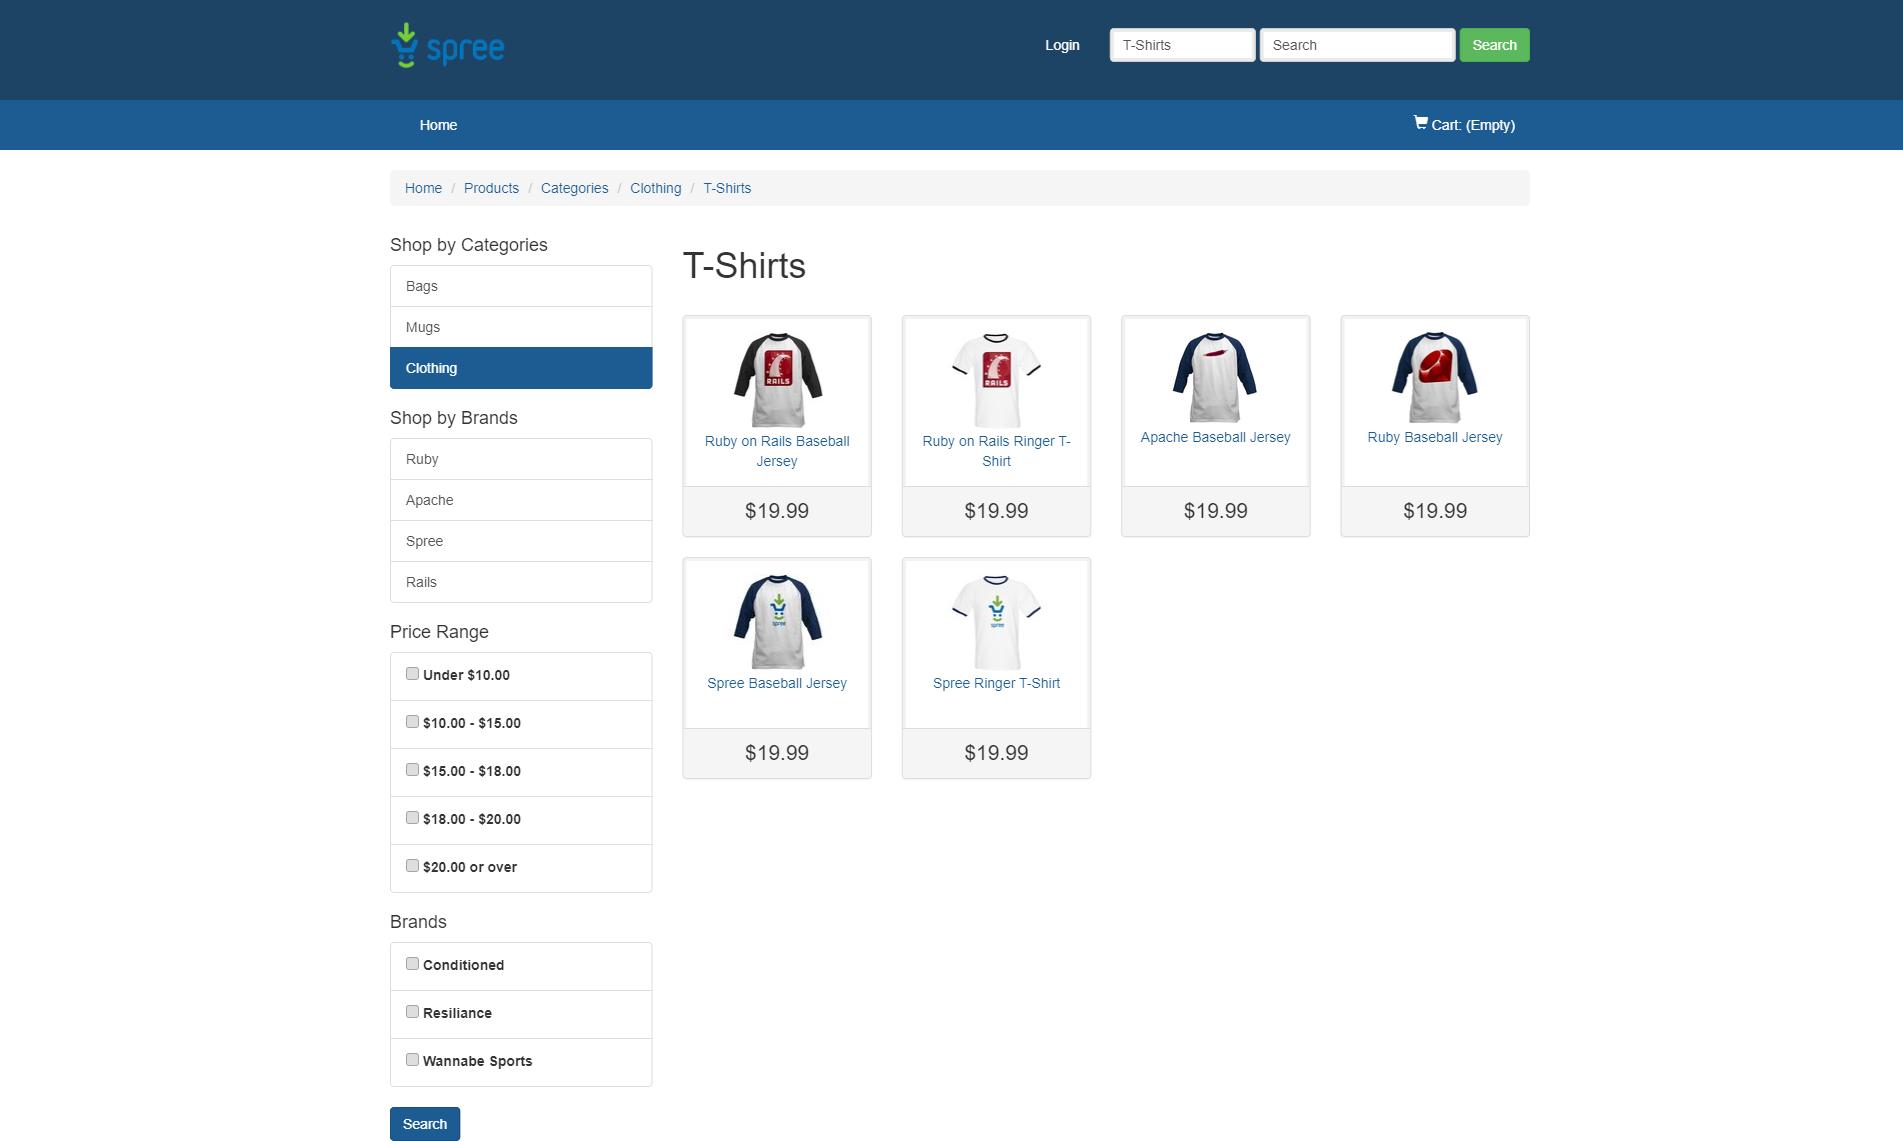 spree
Login
T-Shirts
Search
Search
Home
Cart: (Empty)
Home / Products / Categories / Clothing / T-Shirts
Shop by Categories
Bags
Mugs
Clothing
Shop by Brands
Ruby
Apache
Spree
Rails
Price Range
Under $10.00
$10.00 - $15.00
$15.00 - $18.00
$18.00 - $20.00
$20.00 or over
Brands
Conditioned
Resiliance
Wannabe Sports
Search
T-Shirts
RAILS
Ruby on Rails Baseball
Jersey
$19.99
RAILS
Ruby on Rails Ringer T-
Shirt
$19.99
Apache Baseball Jersey
$19.99
Ruby Baseball Jersey
$19.99
spree
Spree Baseball Jersey
$19.99
spree
Spree Ringer T-Shirt
$19.99